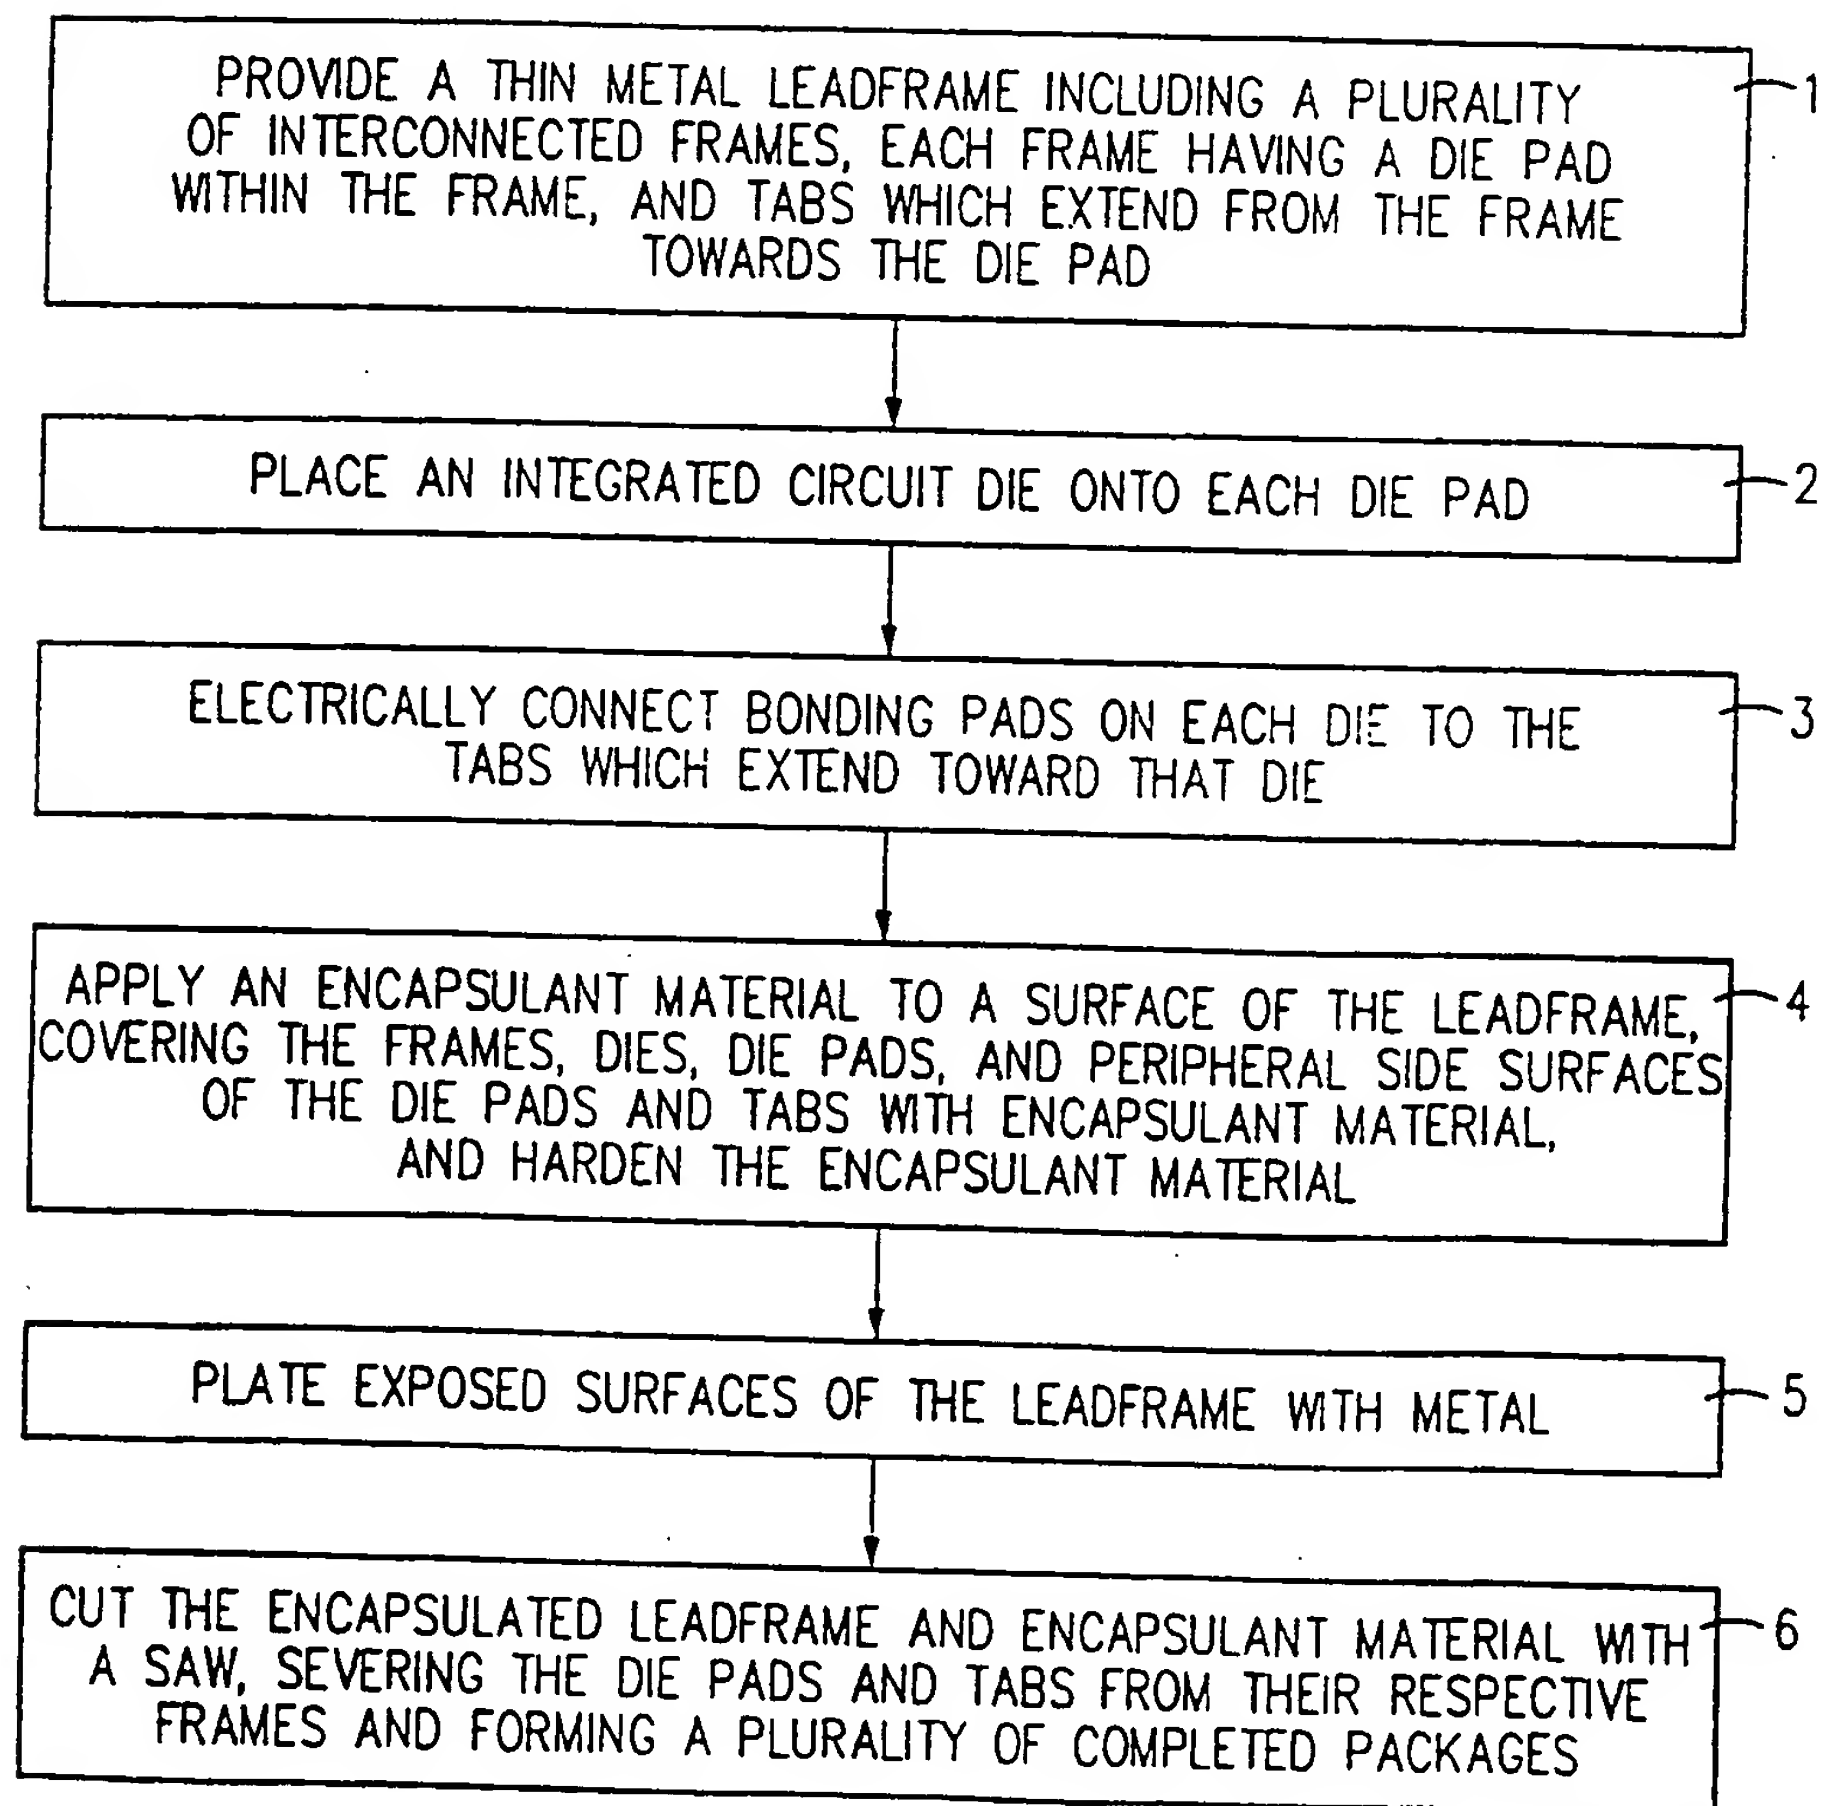 PROVIDE A THIN METAL LEADFRAME INCLUDING A PLURALITY
OF INTERCONNECTED FRAMES, EACH FRAME HAVING A DIE PAD
WITHIN THE FRAME, AND TABS WHICH EXTEND FROM THE FRAME
TOWARDS THE DIE PAD
1
PLACE AN INTEGRATED CIRCUIT DIE ONTO EACH DIE PAD
2
ELECTRICALLY CONNECT BONDING PADS ON EACH DIE TO THE
TABS WHICH EXTEND TOWARD THAT DIE
3
APPLY AN ENCAPSULANT MATERIAL TO A SURFACE OF THE LEADFRAME,
COVERING THE FRAMES, DIES, DIE PADS, AND PERIPHERAL SIDE SURFACES
OF THE DIE PADS AND TABS WITH ENCAPSULANT MATERIAL,
AND HARDEN THE ENCAPSULANT MATERIAL
4
PLATE EXPOSED SURFACES OF THE LEADFRAME WITH METAL
5
CUT THE ENCAPSULATED LEADFRAME AND ENCAPSULANT MATERIAL WITH
A SAW, SEVERING THE DIE PADS AND TABS FROM THEIR RESPECTIVE
FRAMES AND FORMING A PLURALITY OF COMPLETED PACKAGES
6